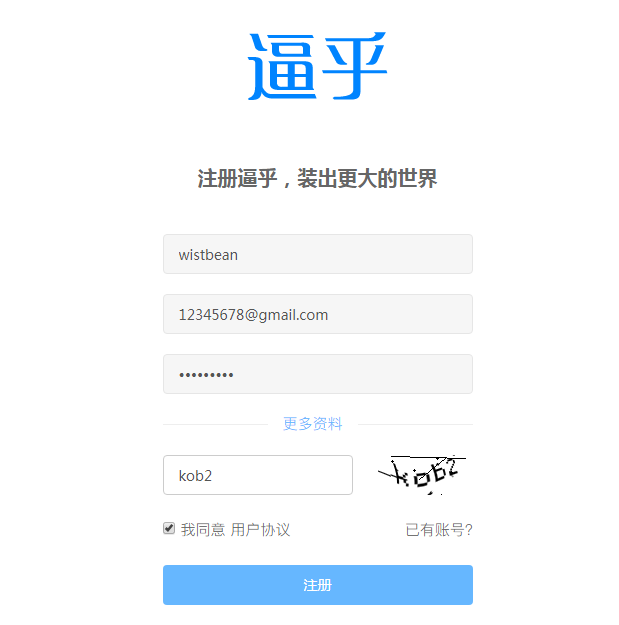 逼乎
注册逼乎，装出更大的世界
wistbean
12345678@gmail.com
•••••••••
更多资料
kob2 kob2
我同意 用户协议 已有账号?
注册